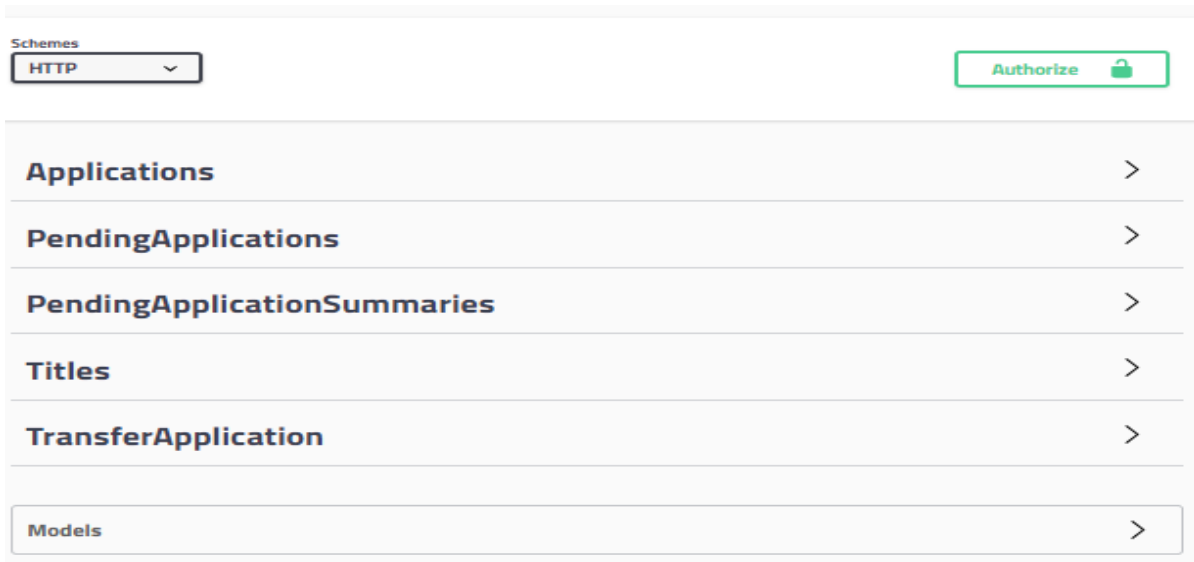 Schemes
HTTP
Authorize
Applications
PendingApplications
PendingApplicationSummaries
Titles
TransferApplication
Models